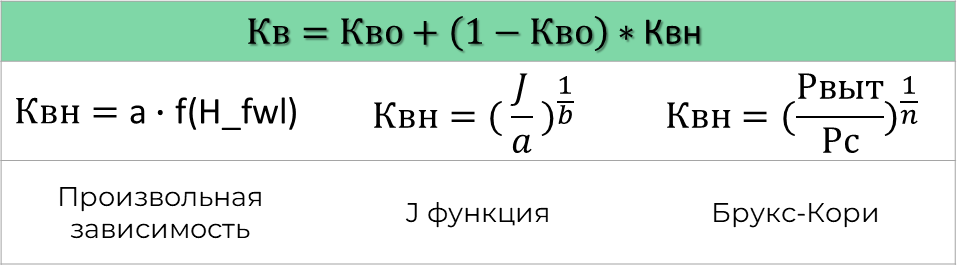 Кв = Кво + (1 − Кво) ∗ Квн
Квн = a · f(H_fwl)
Квн = (J/a)^(1/b)
Квн = (Рвыт/Рс)^(1/n)
Произвольная
зависимость
J функция
Брукс-Кори